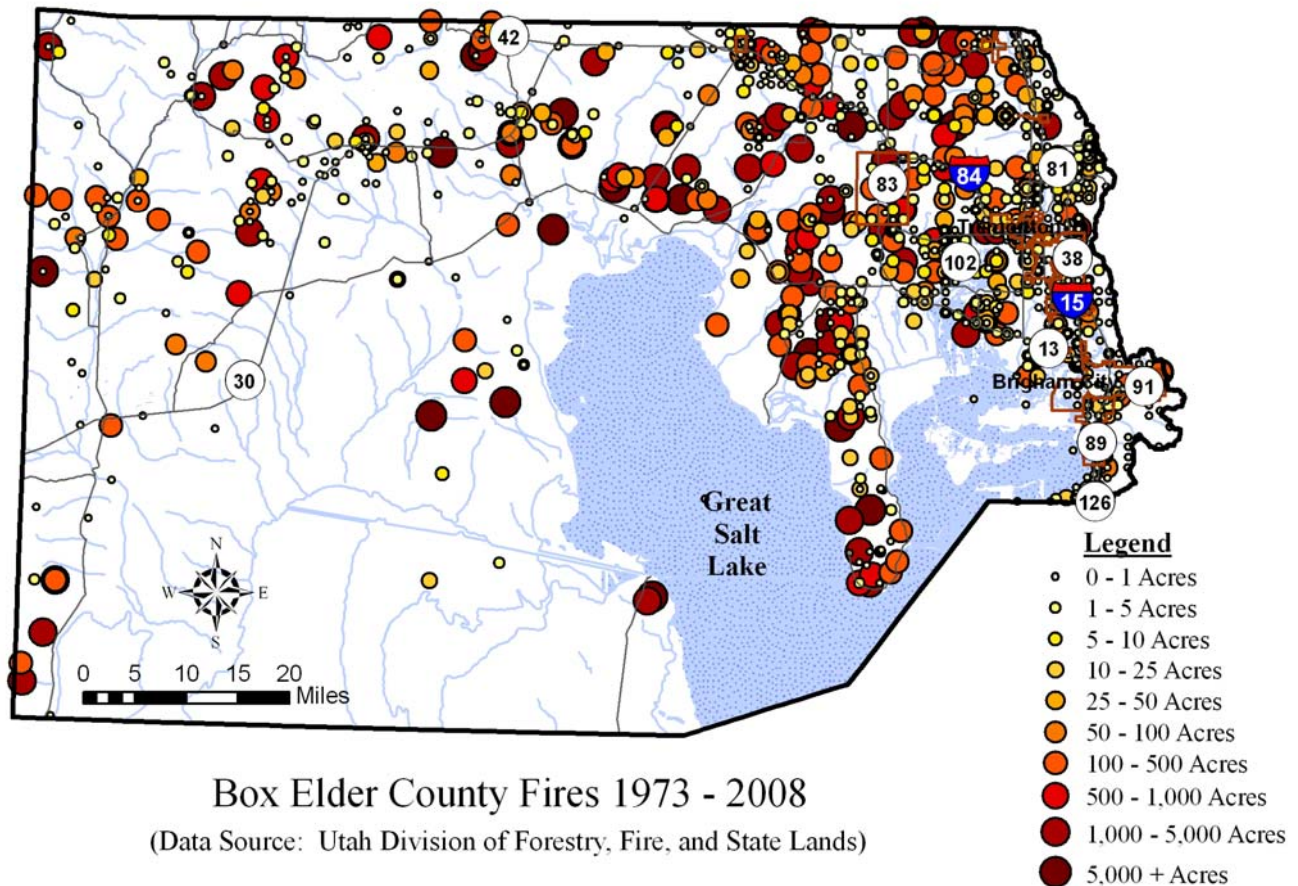 42
81
84
83
Tremonton
102
38
15
13
30
Brigham City
91
89
126
Great
Salt
Lake
N
W E
S
0 5 10 15 20
Miles
Legend
0 - 1 Acres
1 - 5 Acres
5 - 10 Acres
10 - 25 Acres
25 - 50 Acres
50 - 100 Acres
100 - 500 Acres
500 - 1,000 Acres
1,000 - 5,000 Acres
5,000 + Acres
Box Elder County Fires 1973 - 2008
(Data Source: Utah Division of Forestry, Fire, and State Lands)